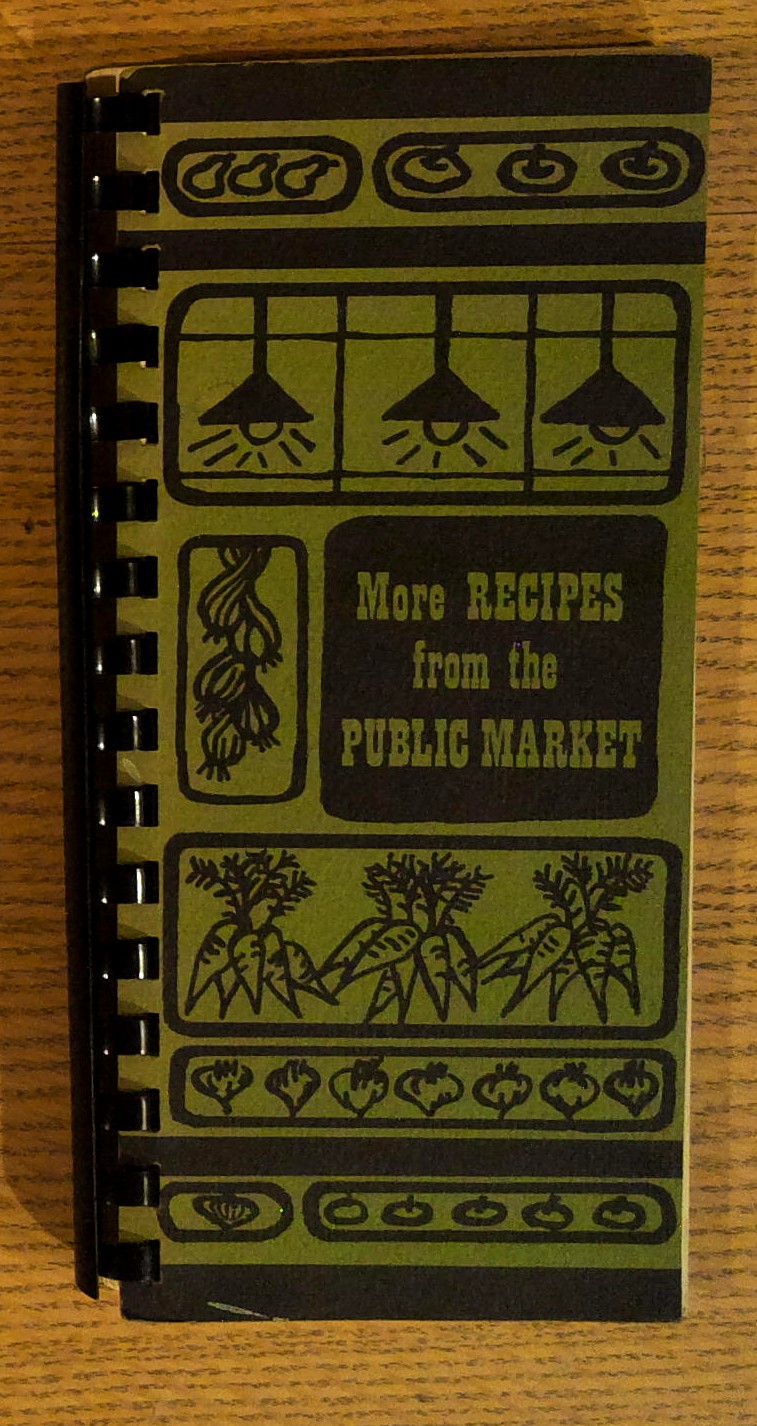 More RECIPES
from the
PUBLIC MARKET